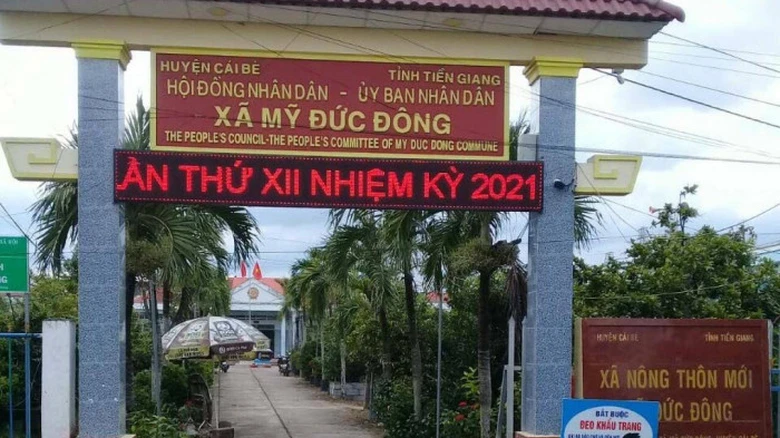 HUYỆN CÁI BÈ TỈNH TIỀN GIANG
HỘI ĐỒNG NHÂN DÂN - ỦY BAN NHÂN DÂN
XÃ MỸ ĐỨC ĐÔNG
THE PEOPLE'S COUNCIL-THE PEOPLE'S COMMITTEE OF MY DUC DONG COMMUNE
ẦN THỨ XII NHIỆM KỲ 2021
HUYỆN CÁI BÈ TỈNH TIỀN GIANG
XÃ NÔNG THÔN MỚI
ĐỨC ĐÔNG
BẮT BUỘC
ĐEO KHẨU TRANG